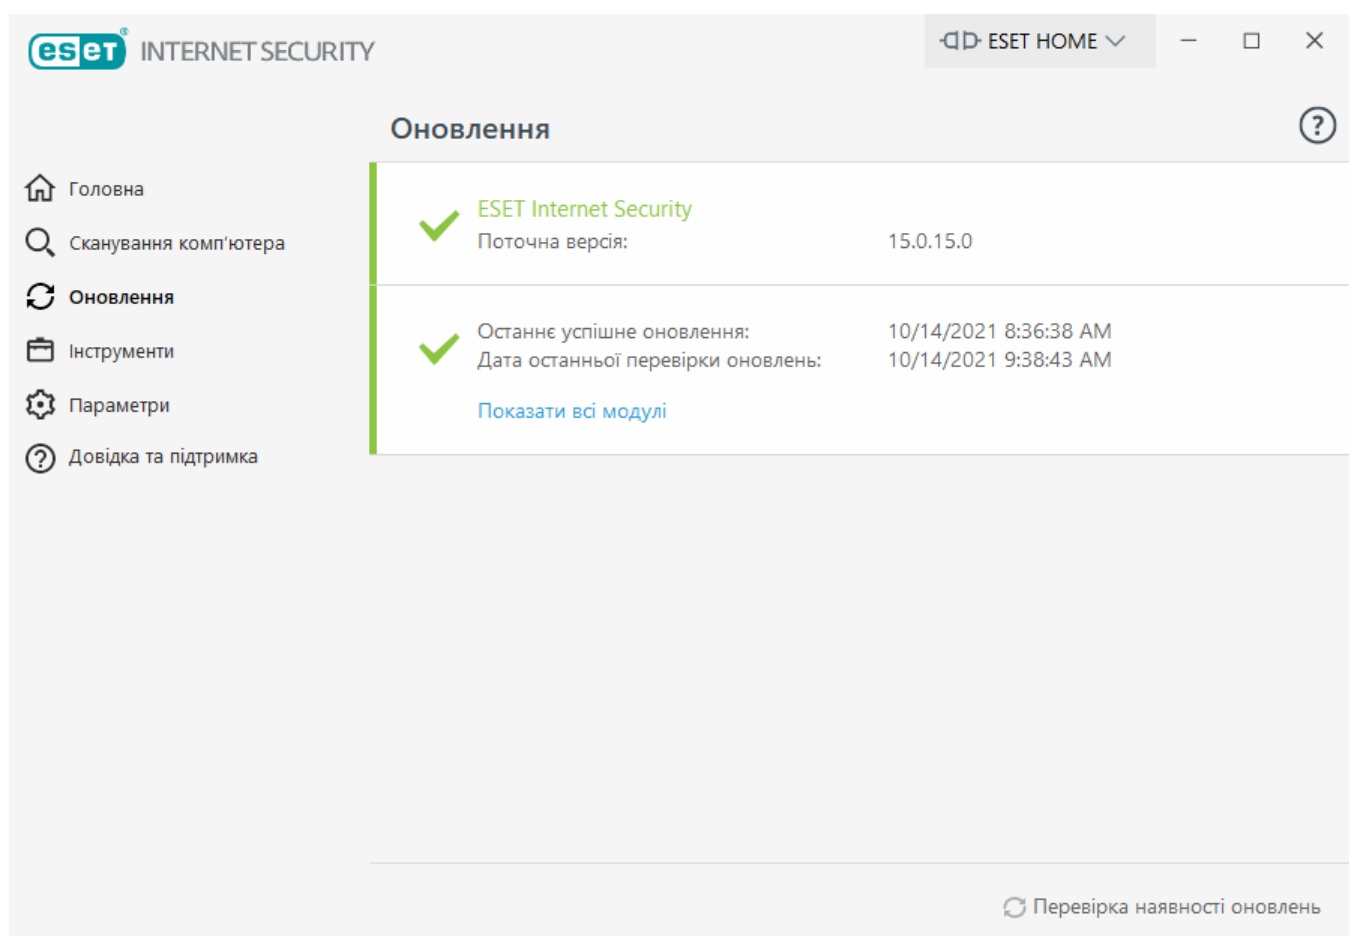 eset® INTERNET SECURITY
ESET HOME
Оновлення
Головна
Сканування комп'ютера
Оновлення
Інструменти
Параметри
Довідка та підтримка
ESET Internet Security
Поточна версія: 15.0.15.0
Останнє успішне оновлення: 10/14/2021 8:36:38 AM
Дата останньої перевірки оновлень: 10/14/2021 9:38:43 AM
Показати всі модулі
Перевірка наявності оновлень